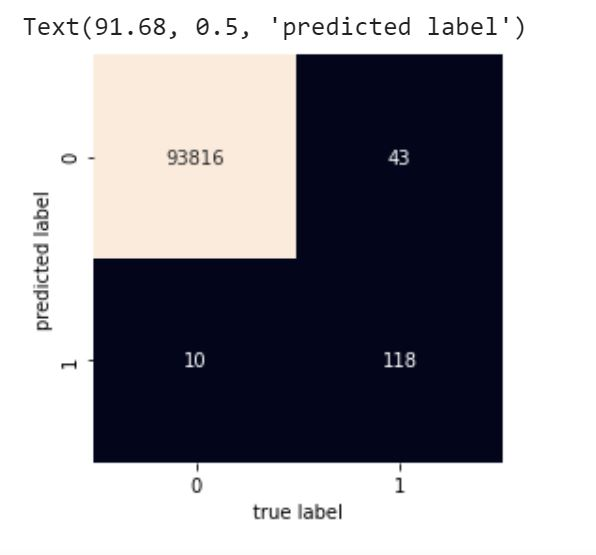 Text(91.68, 0.5, 'predicted label')
93816 43
0
predicted label
10 118
1
0 1
true label